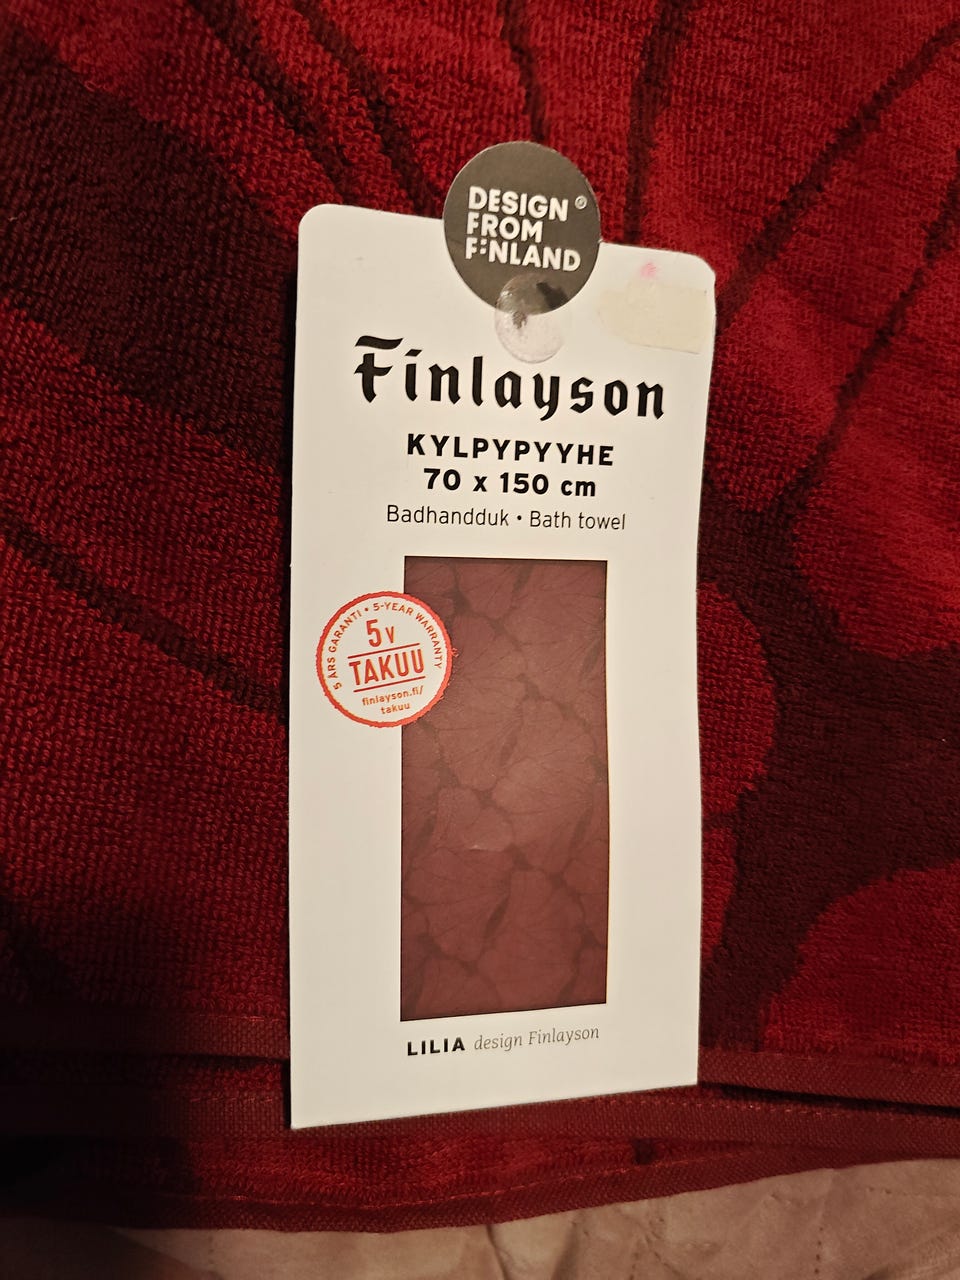 DESIGN
FROM
FINLAND
Finlayson
KYLPYPYYHE
70 x 150 cm
Badhandduk • Bath towel
5 ÅRS GARANTI • 5-YEAR WARRANTY
5 V
TAKUU
finlayson.fi/
takuu
LILIA design Finlayson